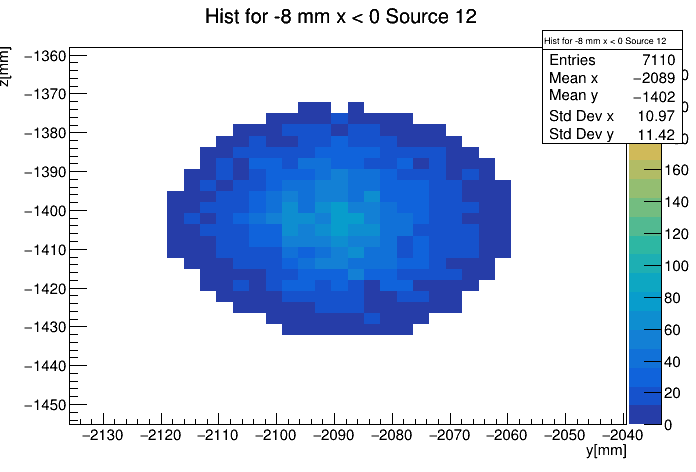 Hist for -8 mm x < 0 Source 12
Hist for -8 mm x < 0 Source 12
Entries 7110
Mean x −2089
Mean y −1402
Std Dev x 10.97
Std Dev y 11.42
z[mm]
−1360
−1370
−1380
−1390
−1400
−1410
−1420
−1430
−1440
−1450
160
140
120
100
80
60
40
20
0
−2130 −2120 −2110 −2100 −2090 −2080 −2070 −2060 −2050 −2040
y[mm]